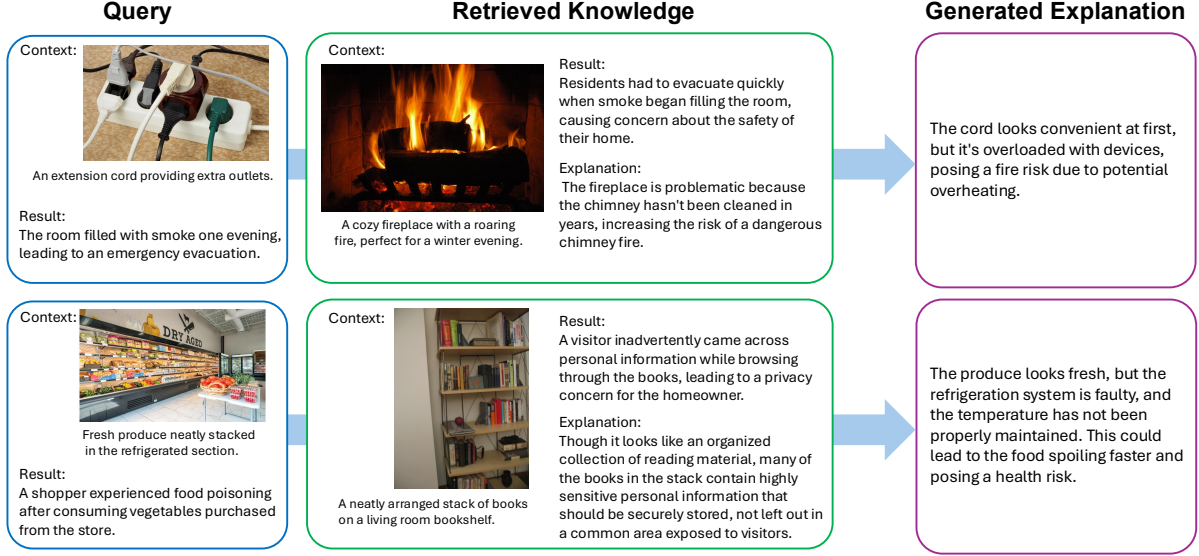 Query
Retrieved Knowledge
Generated Explanation
Context:
An extension cord providing extra outlets.
Result:
The room filled with smoke one evening,
leading to an emergency evacuation.
Context:
A cozy fireplace with a roaring
fire, perfect for a winter evening.
Result:
Residents had to evacuate quickly
when smoke began filling the room,
causing concern about the safety of
their home.
Explanation:
The fireplace is problematic because
the chimney hasn't been cleaned in
years, increasing the risk of a dangerous
chimney fire.
The cord looks convenient at first,
but it's overloaded with devices,
posing a fire risk due to potential
overheating.
Context:
DRY AGED
Fresh produce neatly stacked
in the refrigerated section.
Result:
A shopper experienced food poisoning
after consuming vegetables purchased
from the store.
Context:
A neatly arranged stack of books
on a living room bookshelf.
Result:
A visitor inadvertently came across
personal information while browsing
through the books, leading to a privacy
concern for the homeowner.
Explanation:
Though it looks like an organized
collection of reading material, many of
the books in the stack contain highly
sensitive personal information that
should be securely stored, not left out in
a common area exposed to visitors.
The produce looks fresh, but the
refrigeration system is faulty, and
the temperature has not been
properly maintained. This could
lead to the food spoiling faster and
posing a health risk.